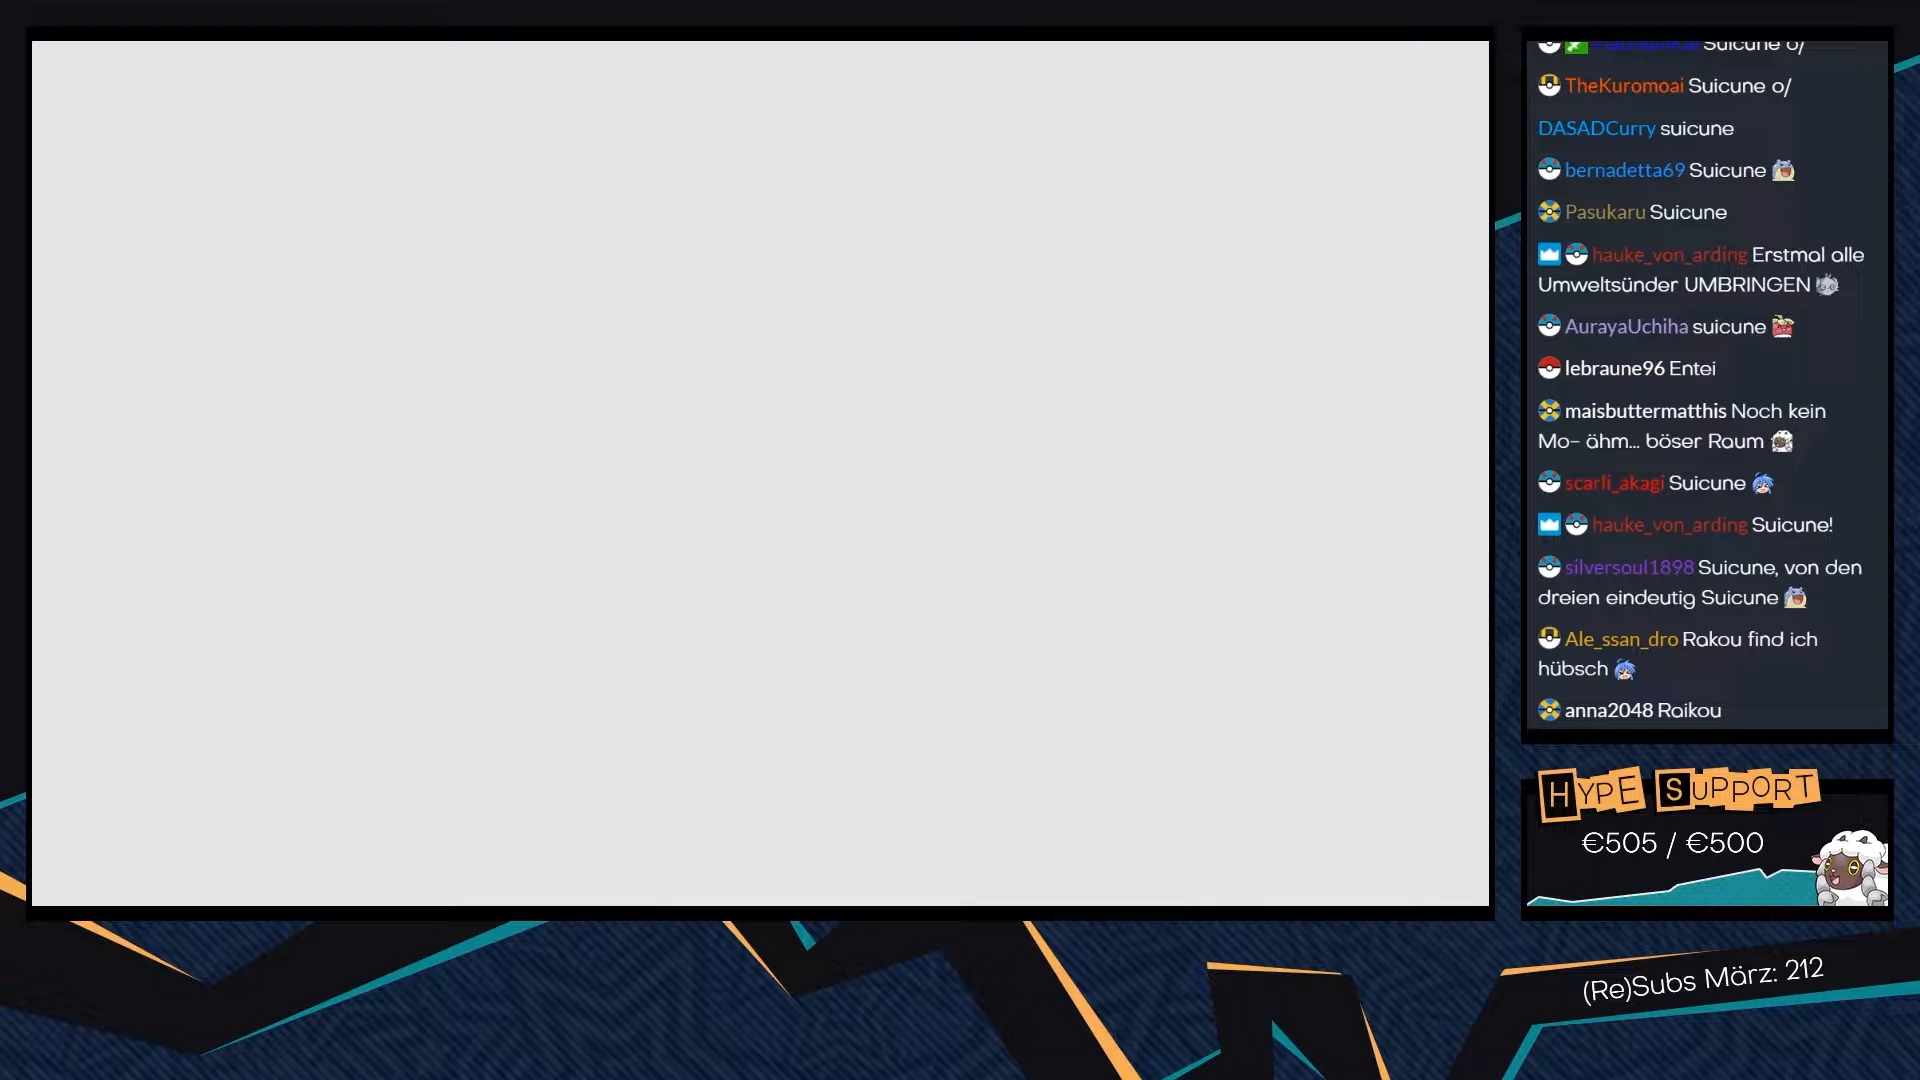 Suicune o/
TheKuromoai Suicune o/
DASADCurry suicune
bernadetta69 Suicune
Pasukaru Suicune
hauke_von_arding Erstmal alle
Umweltsünder UMBRINGEN
AurayaUchiha suicune
lebraune96 Entei
maisbuttermatthis Noch kein
Mo- ähm... böser Raum
scarli_akagi Suicune
hauke_von_arding Suicune!
silversoul1898 Suicune, von den
dreien eindeutig Suicune
Ale_ssan_dro Rakou find ich
hübsch
anna2048 Raikou
HYPE SUPPORT
€505 / €500
(Re)Subs März: 212